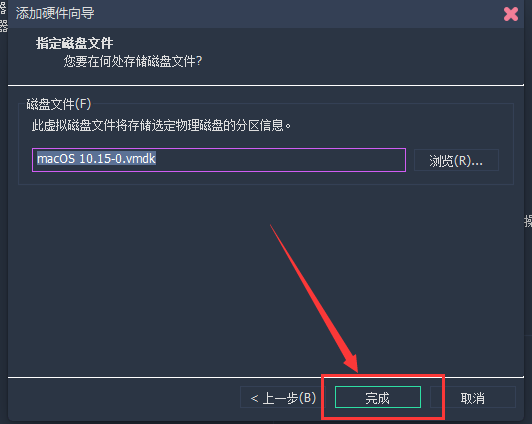 器
器
添加硬件向导
指定磁盘文件
您要在何处存储磁盘文件?
磁盘文件(F)
此虚拟磁盘文件将存储选定物理磁盘的分区信息。
macOS 10.15-0.vmdk
浏览(R)...
操
< 上一步(B)
完成
取消